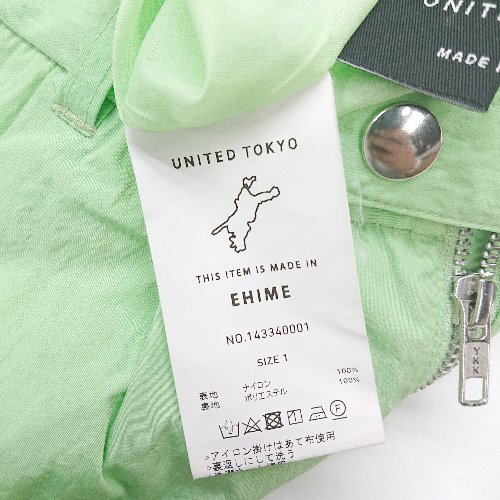 UNIT
MADE
UNITED TOKYO
THIS ITEM IS MADE IN
EHIME
NO.143340001
SIZE 1
表地 ナイロン 100%
裏地 ポリエステル 100%
•アイロン掛けはあて布使用
•裏返しにして洗う
YKK